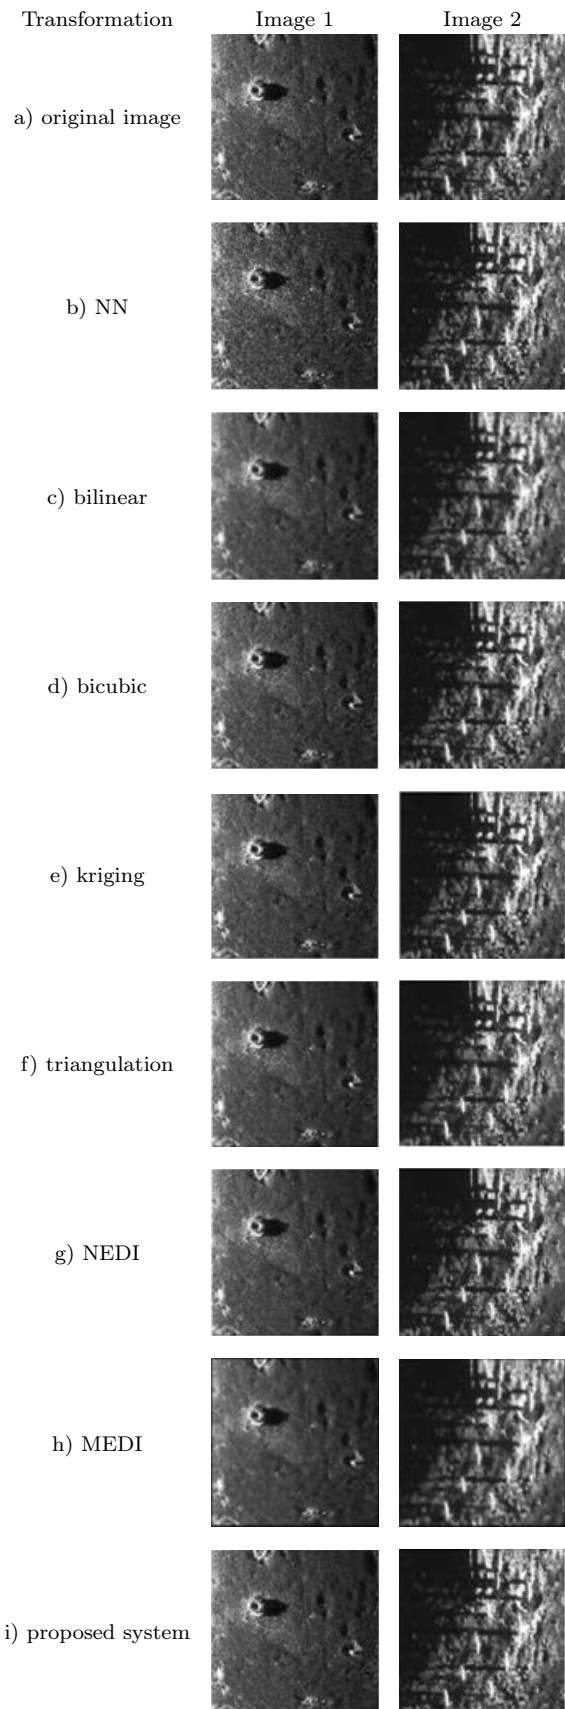 Transformation Image 1 Image 2
a) original image
b) NN
c) bilinear
d) bicubic
e) kriging
f) triangulation
g) NEDI
h) MEDI
i) proposed system